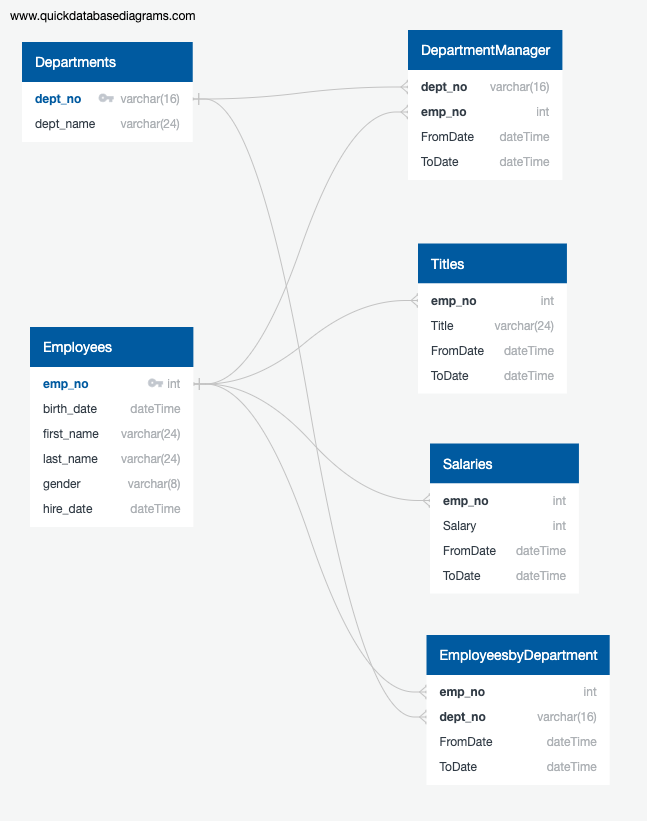 www.quickdatabasediagrams.com
Departments
dept_no varchar(16)
dept_name varchar(24)
DepartmentManager
dept_no varchar(16)
emp_no int
FromDate dateTime
ToDate dateTime
Titles
emp_no int
Title varchar(24)
FromDate dateTime
ToDate dateTime
Employees
emp_no int
birth_date dateTime
first_name varchar(24)
last_name varchar(24)
gender varchar(8)
hire_date dateTime
Salaries
emp_no int
Salary int
FromDate dateTime
ToDate dateTime
EmployeesbyDepartment
emp_no int
dept_no varchar(16)
FromDate dateTime
ToDate dateTime